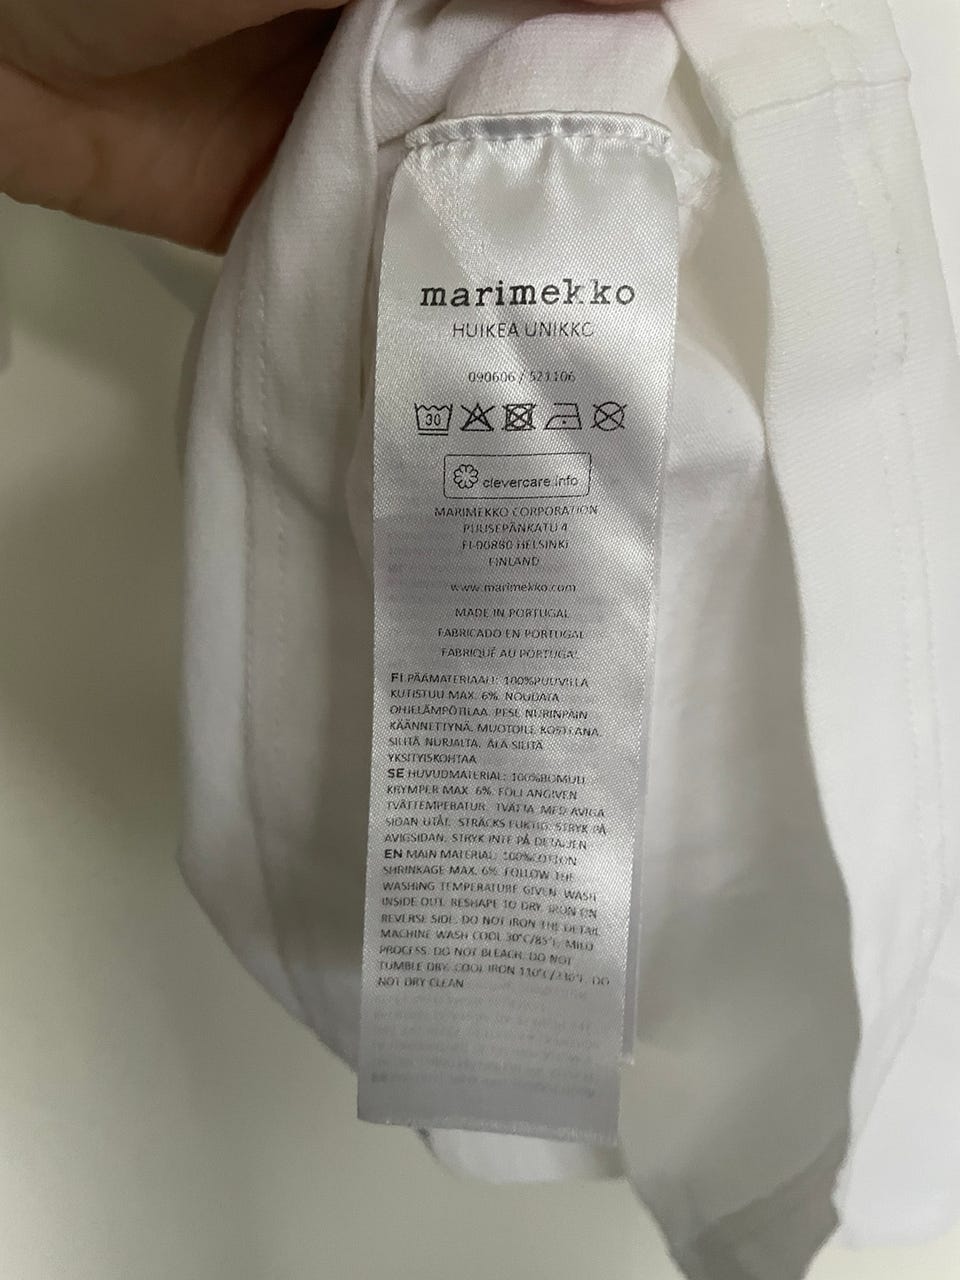 marimekko
HUIKEA UNIKKO
090606 / 521106
30
clevercare.info
MARIMEKKO CORPORATION
PUUSEPÄNKATU 4
FI-00880 HELSINKI
FINLAND
www.marimekko.com
MADE IN PORTUGAL
FABRICADO EN PORTUGAL
FABRIQUÉ AU PORTUGAL
FI PÄÄMATERIAALI: 100%PUUVILLA
KUTISTUU MAX. 6%. NOUDATA
OHJELÄMPÖTILAA. PESE NURINPÄIN
KÄÄNNETTYNÄ. MUOTOILE KOSTEANA.
SILITÄ NURJALTA. ÄLÄ SILITÄ
YKSITYISKOHTAA
SE HUVUDMATERIAL: 100%BOMULL
KRYMPER MAX. 6%. FÖLJ ANGIVEN
TVÄTTEMPERATUR. TVÄTTA MED AVIGA
SIDAN UTÅT. STRÄCKS FUKTIG. STRYK PÅ
AVIGSIDAN. STRYK INTE PÅ DETALJEN
EN MAIN MATERIAL: 100%COTTON
SHRINKAGE MAX. 6%. FOLLOW THE
WASHING TEMPERATURE GIVEN. WASH
INSIDE OUT. RESHAPE TO DRY. IRON ON
REVERSE SIDE. DO NOT IRON THE DETAIL
MACHINE WASH COOL 30°C/85°F, MILD
PROCESS. DO NOT BLEACH. DO NOT
TUMBLE DRY. COOL IRON 110°C/230°F. DO
NOT DRY CLEAN